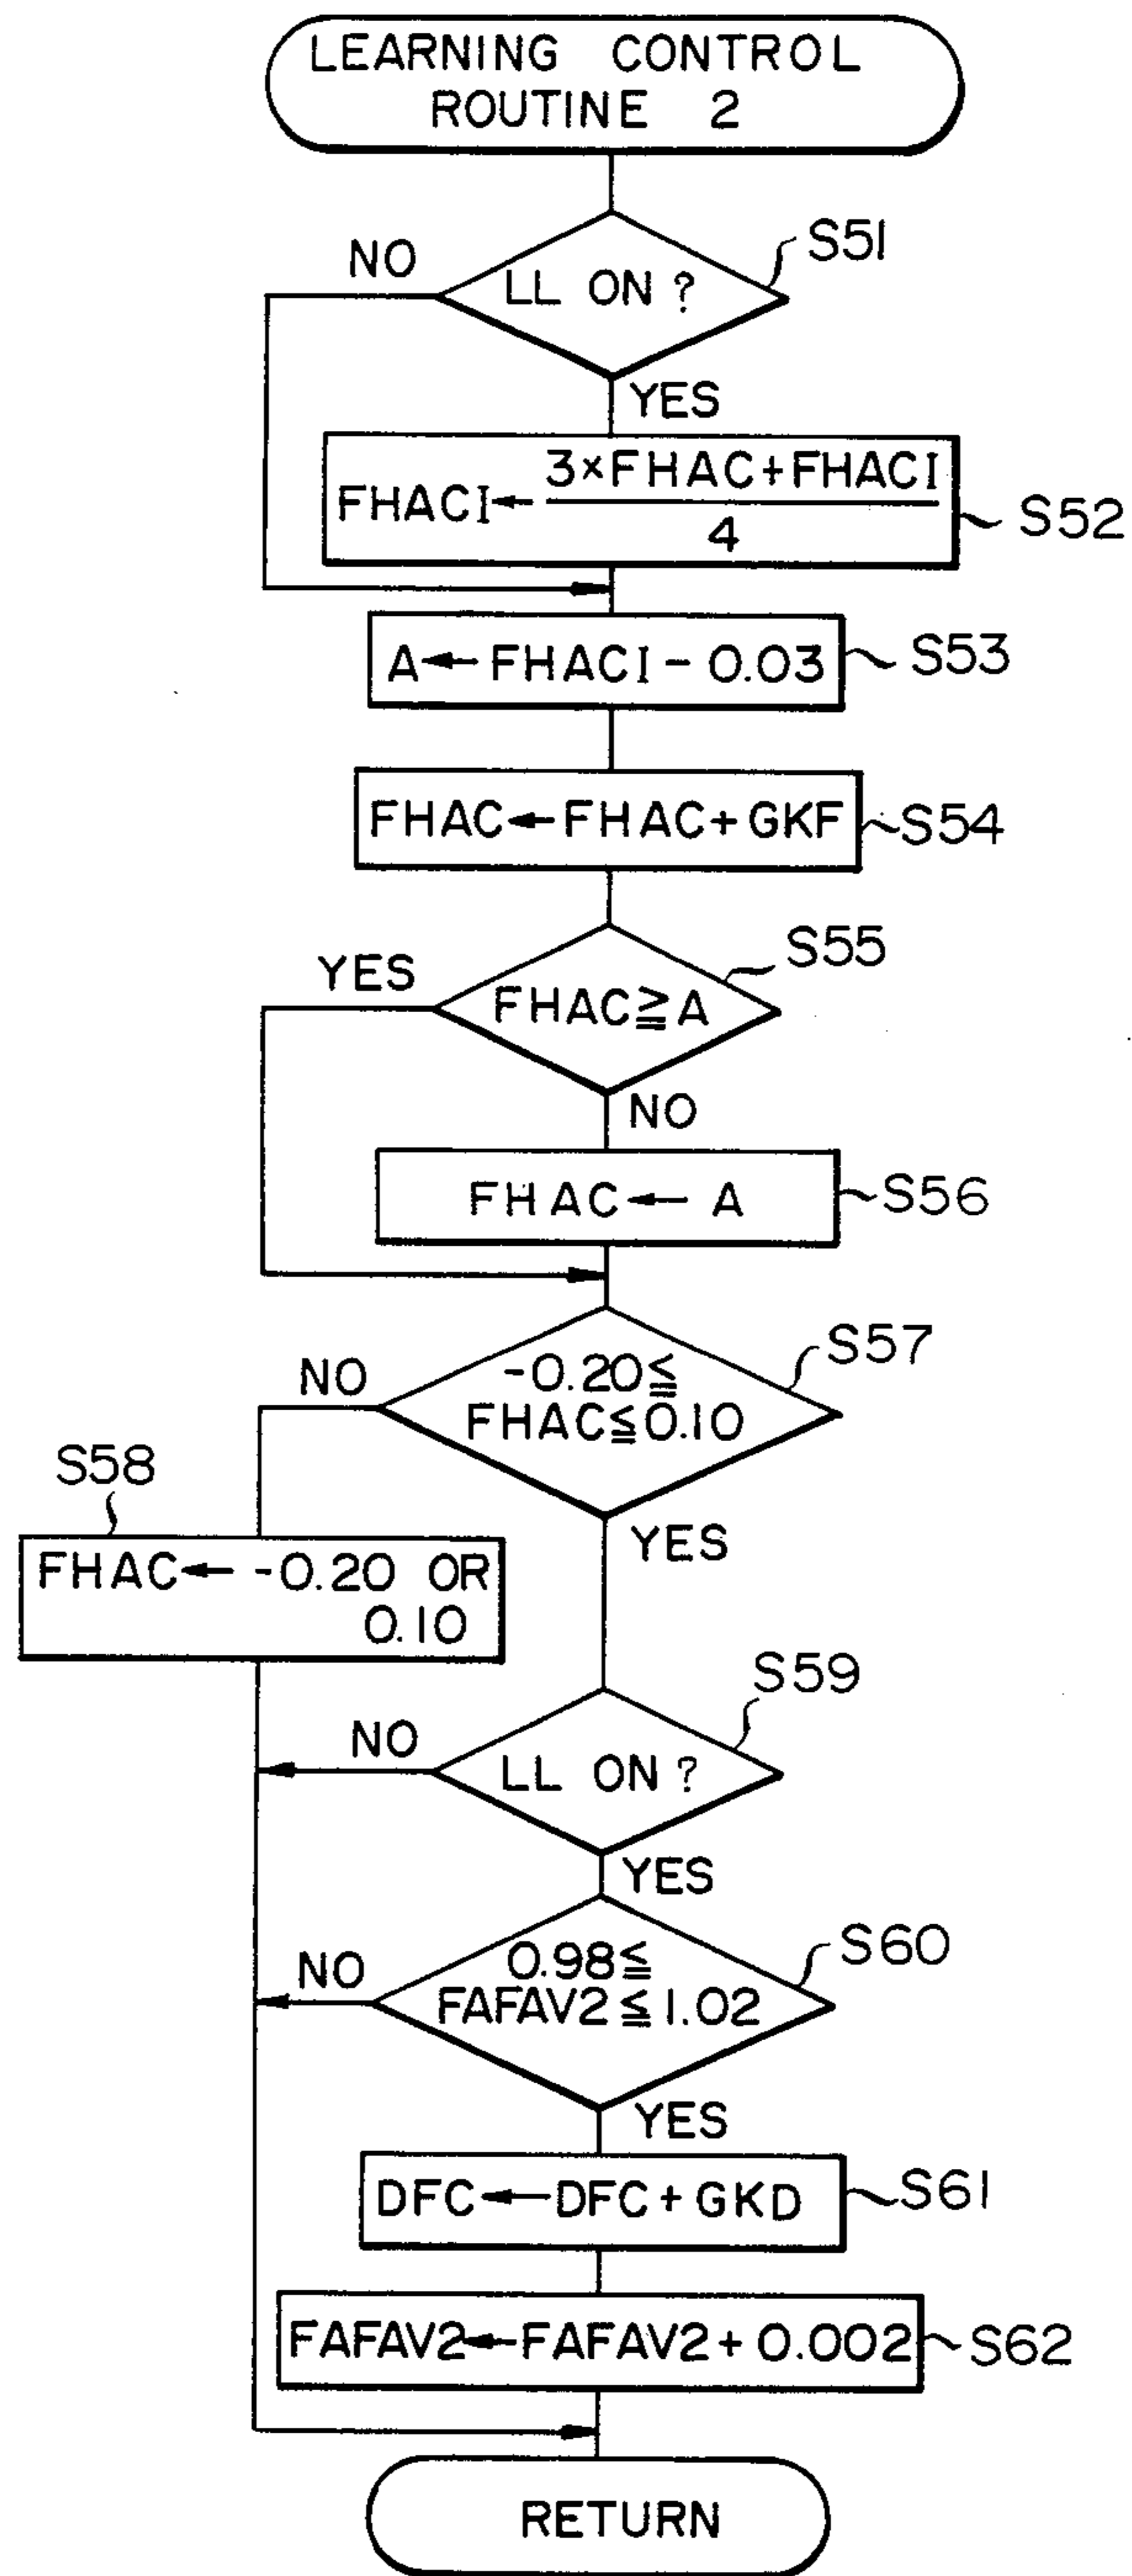 LEARNING CONTROL
ROUTINE 2
S51
NO
LL ON ?
YES
3×FHAC+FHACI
FHACI←
4
S52
A←FHACI-0.03
S53
FHAC←FHAC+GKF
S54
S55
YES
FHAC≧A
NO
FHAC← A
S56
S57
NO
-0.20≦
FHAC≦0.10
S58
YES
FHAC← -0.20 OR
0.10
S59
NO
LL ON ?
YES
S60
NO
0.98≦
FAFAV2≦1.02
YES
DFC←DFC+GKD
S61
FAFAV2←FAFAV2+0.002
S62
RETURN